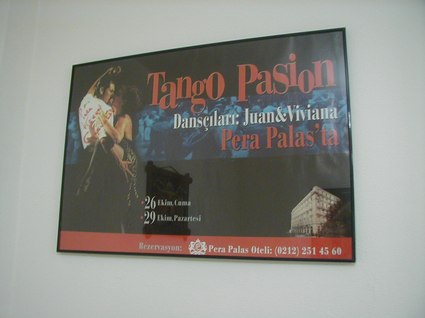 Tango Pasion
Dansçıları: Juan&Viviana
Pera Palas'ta
• 26 Ekim, Cuma
• 29 Ekim, Pazartesi
Rezervasyon: Pera Palas Oteli: (0212) 251 45 60